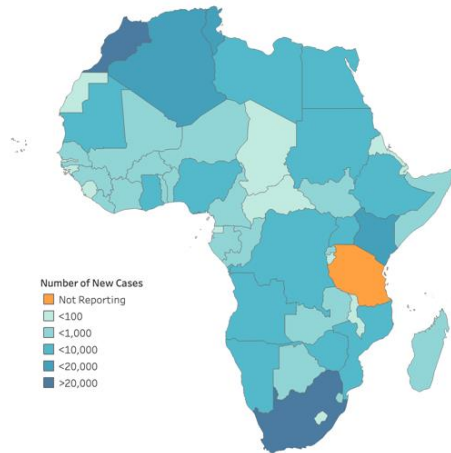 Number of New Cases
Not Reporting
<100
<1,000
<10,000
<20,000
>20,000